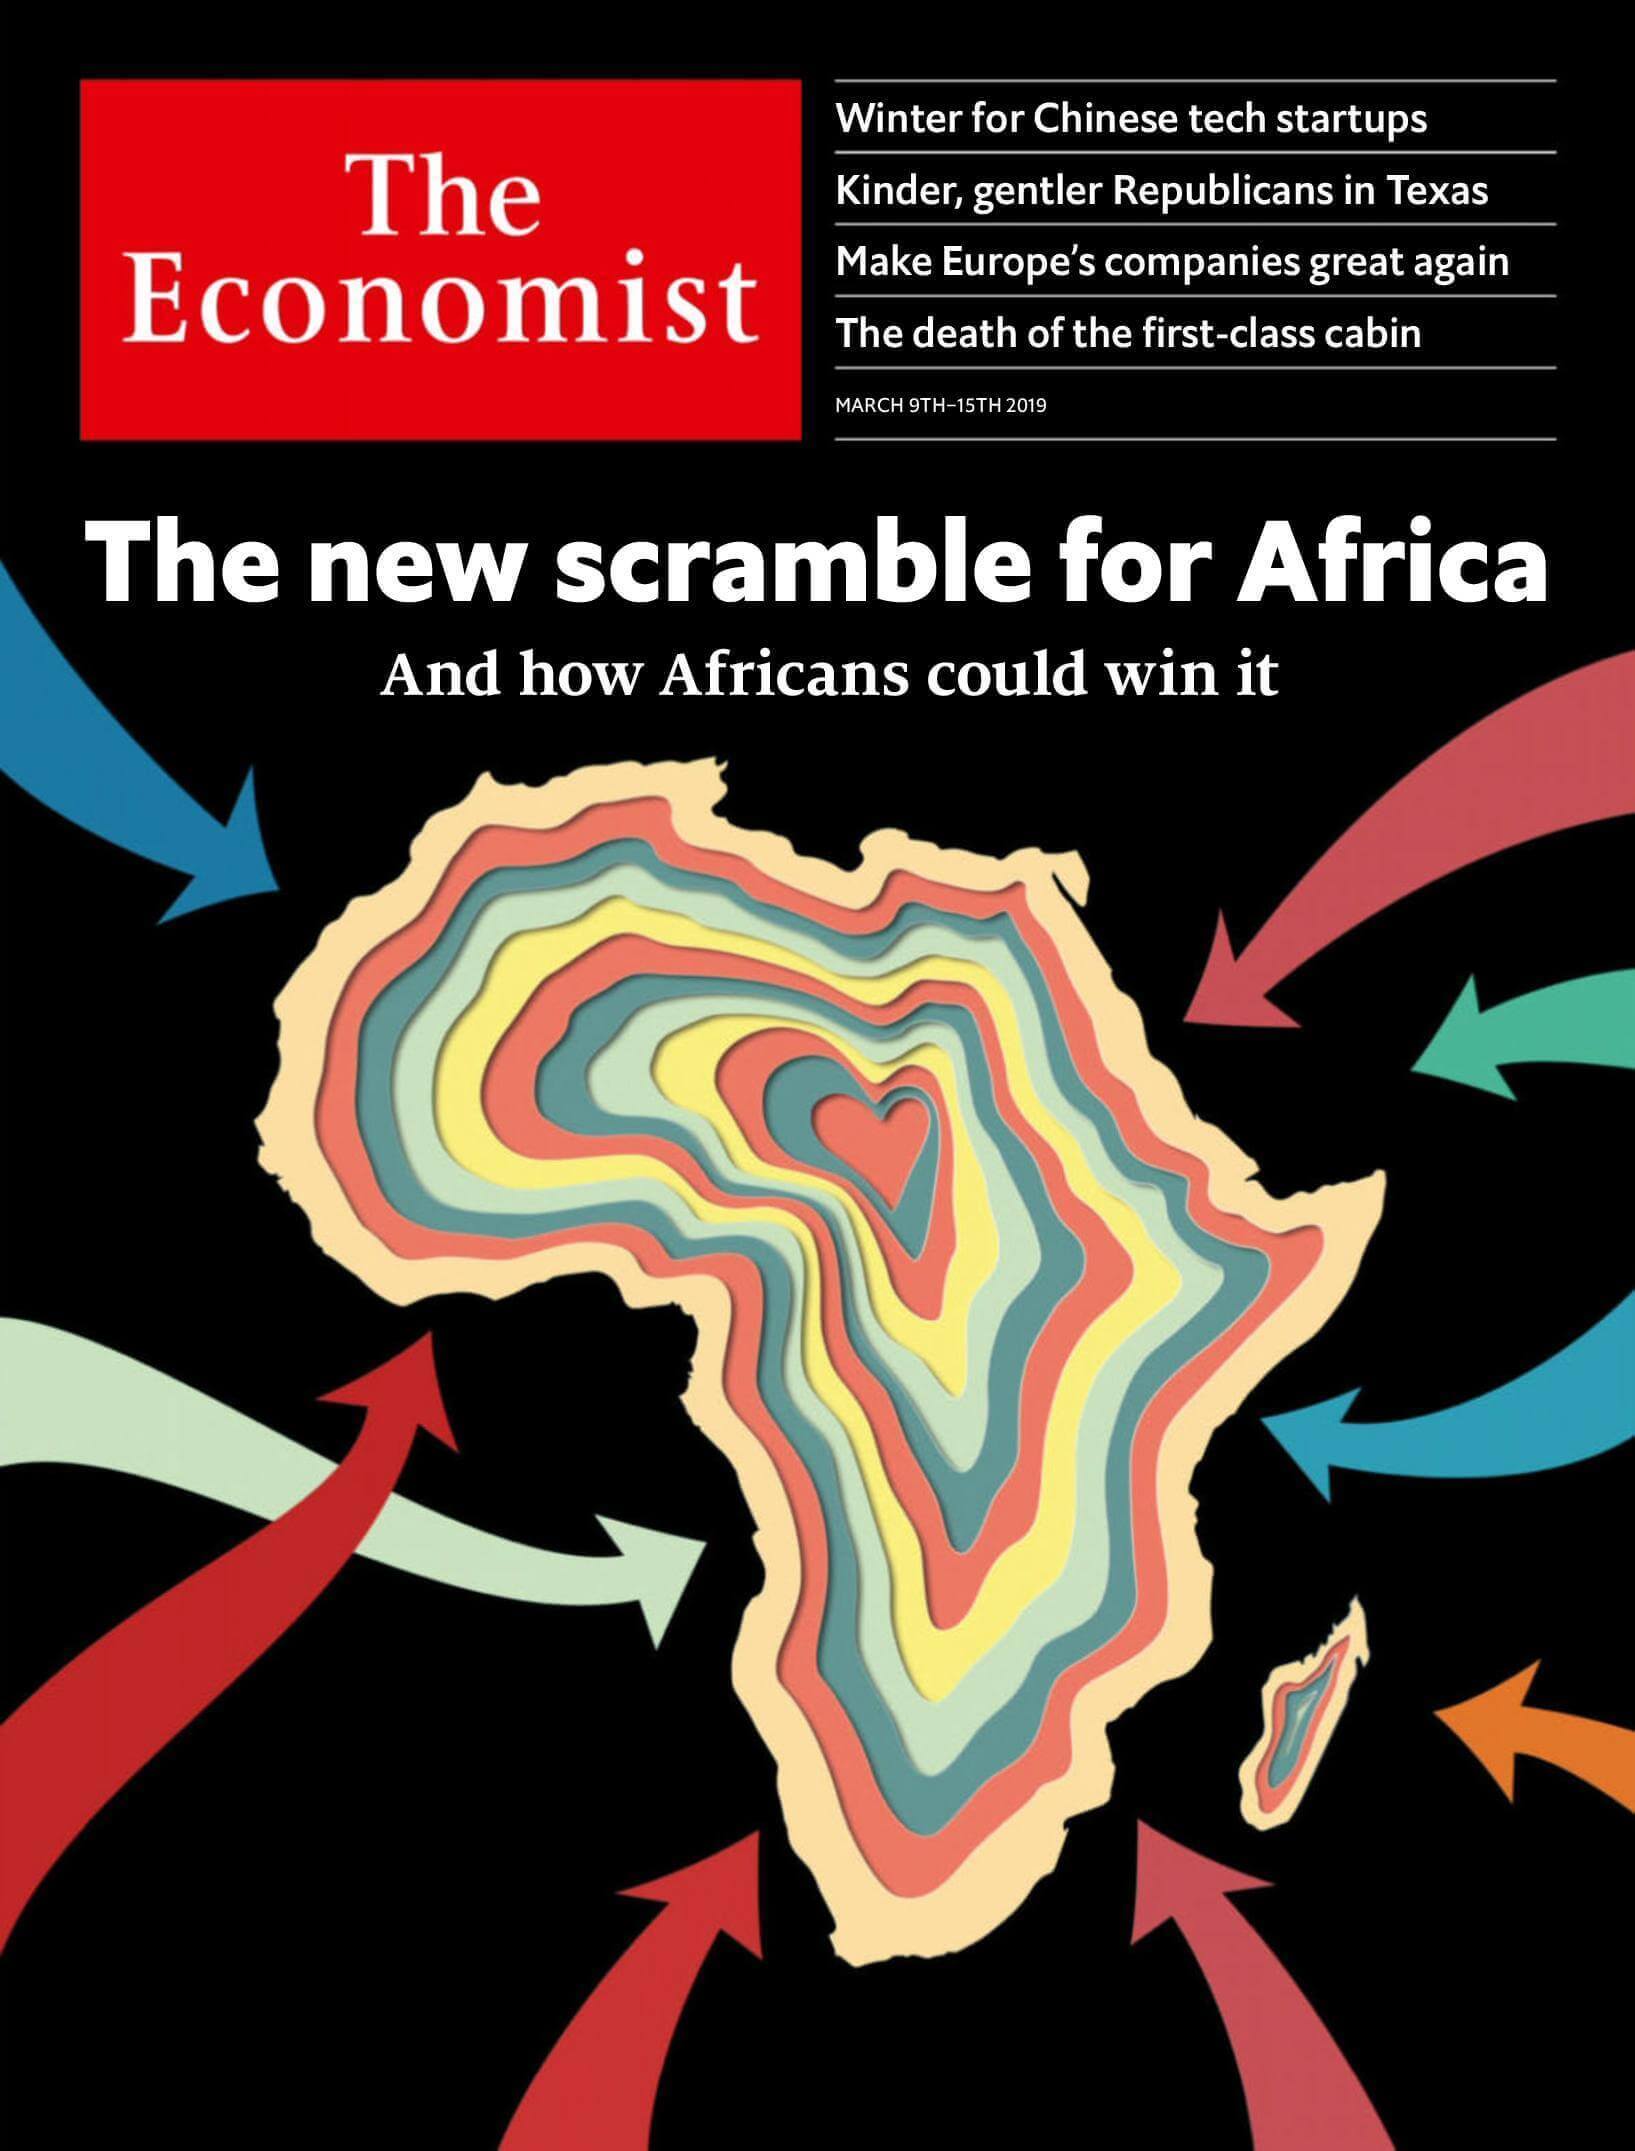 The
Economist
Winter for Chinese tech startups
Kinder, gentler Republicans in Texas
Make Europe's companies great again
The death of the first-class cabin
MARCH 9TH–15TH 2019
The new scramble for Africa
And how Africans could win it